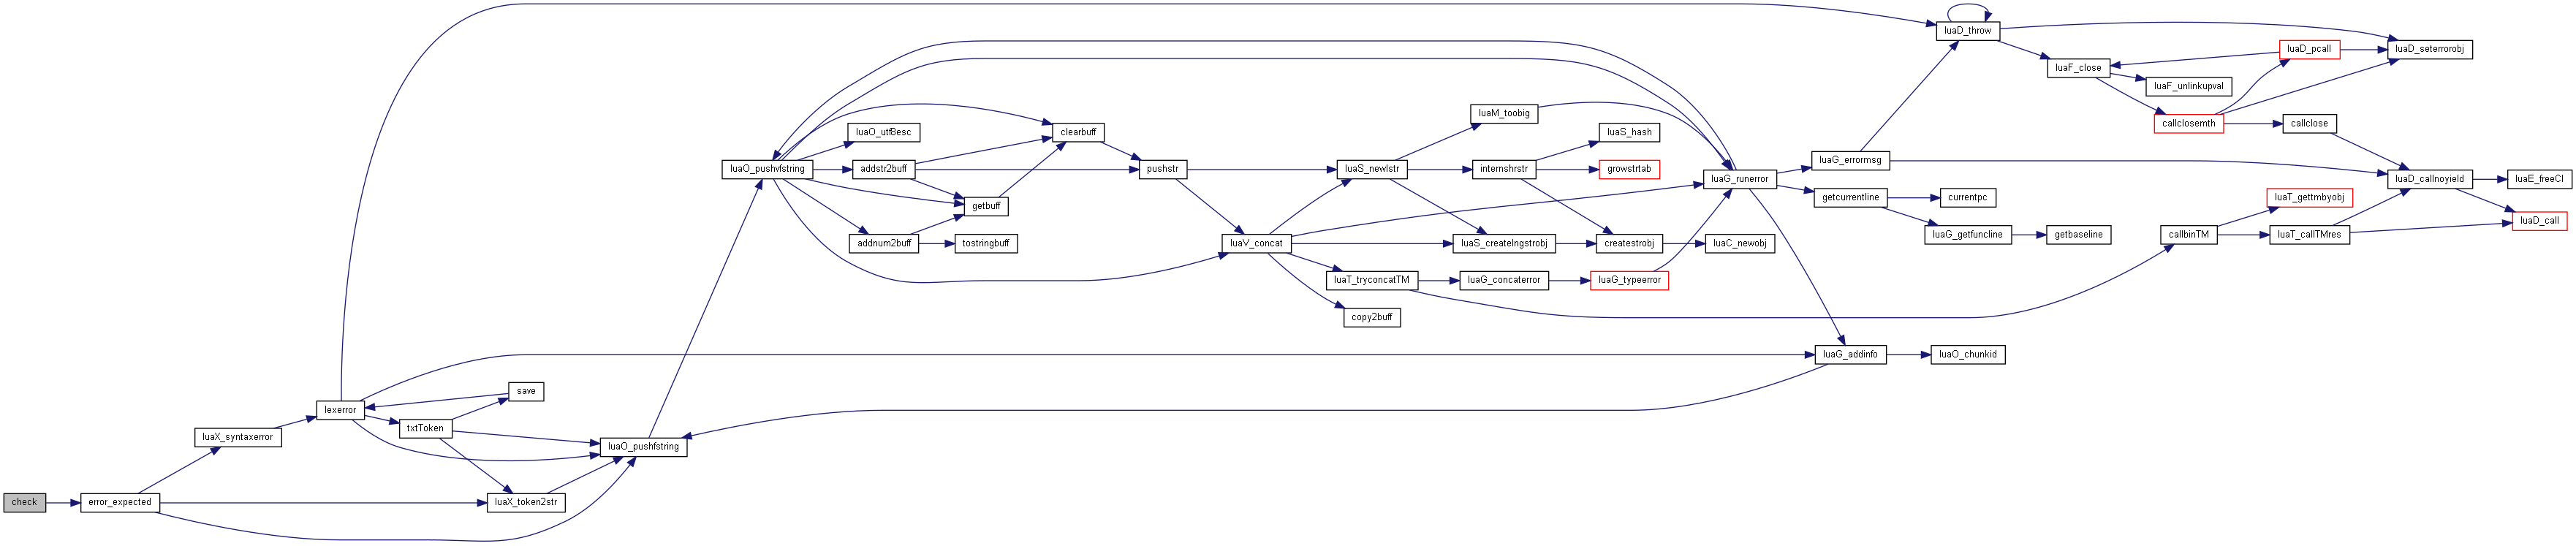 check
error_expected
luaX_syntaxerror
lexerror
txtToken
save
luaX_token2str
luaO_pushfstring
luaO_pushvfstring
luaO_utf8esc
addstr2buff
addnum2buff
clearbuff
getbuff
tostringbuff
pushstr
luaV_concat
luaS_newlstr
luaT_tryconcatTM
copy2buff
luaM_toobig
internshrstr
luaS_createlngstrobj
luaG_concaterror
luaS_hash
growstrtab
createstrobj
luaG_typeerror
luaG_runerror
luaC_newobj
luaG_errormsg
getcurrentline
luaG_addinfo
luaD_throw
currentpc
luaG_getfuncline
luaO_chunkid
luaF_close
getbaseline
luaF_unlinkupval
callclosemth
callbinTM
luaD_pcall
callclose
luaT_gettmbyobj
luaT_callTMres
luaD_seterrorobj
luaD_callnoyield
luaE_freeCI
luaD_call